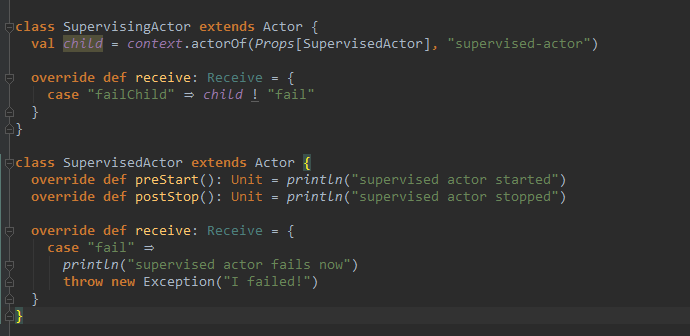 class SupervisingActor extends Actor {
  val child = context.actorOf(Props[SupervisedActor], "supervised-actor")
  override def receive: Receive = {
    case "failChild" ⇒ child ! "fail"
  }
}
class SupervisedActor extends Actor {
  override def preStart(): Unit = println("supervised actor started")
  override def postStop(): Unit = println("supervised actor stopped")
  override def receive: Receive = {
    case "fail" ⇒
      println("supervised actor fails now")
      throw new Exception("I failed!")
  }
}